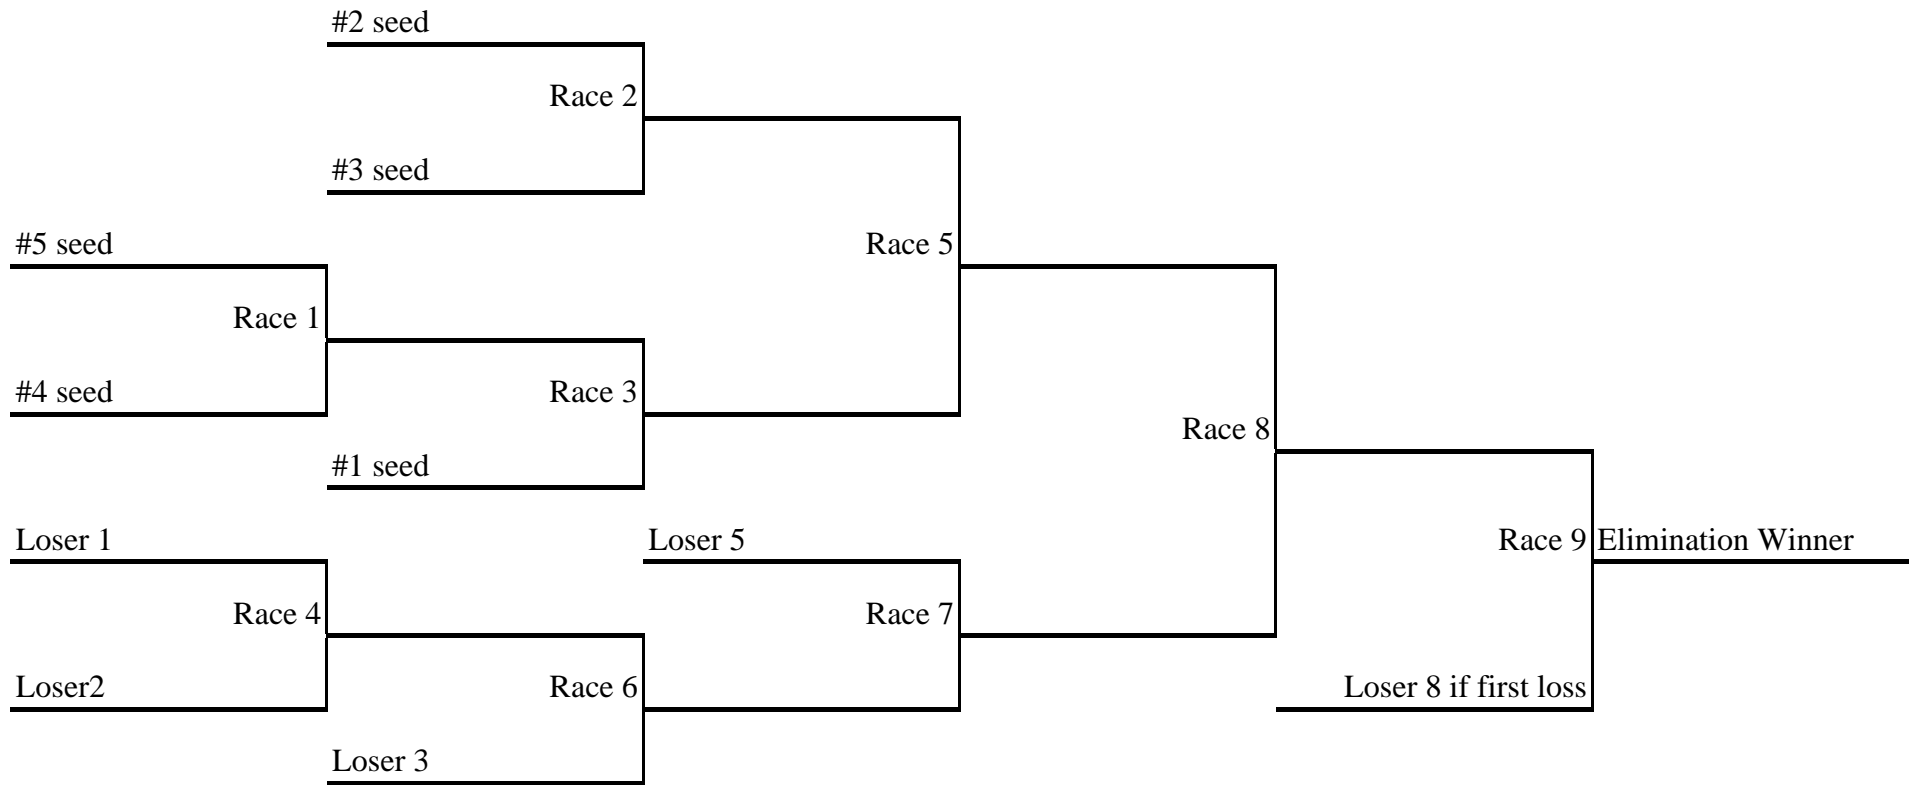 #2 seed
Race 2
#3 seed
#5 seed
Race 5
Race 1
#4 seed
Race 3
Race 8
#1 seed
Loser 1
Loser 5
Race 9 Elimination Winner
Race 4
Race 7
Loser2
Race 6
Loser 8 if first loss
Loser 3